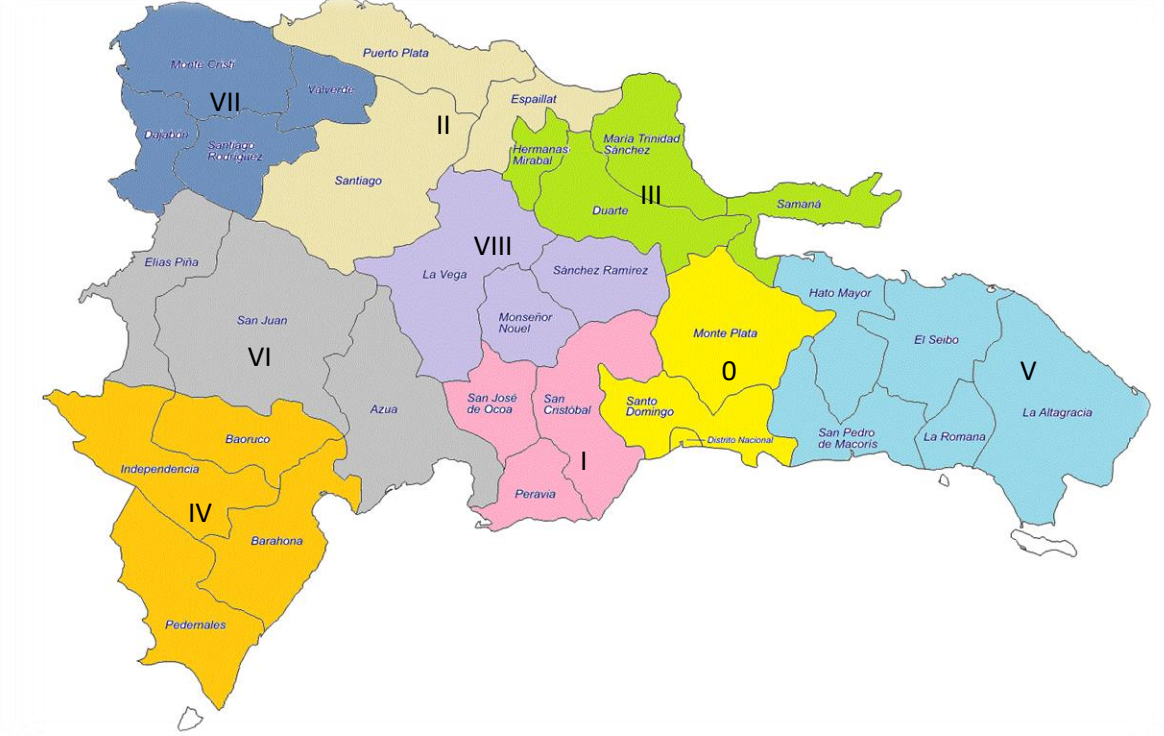 Puerto Plata
Monte Cristi
Valverde
VII
Espaillat
II
Dajabón
Santiago
Rodríguez
María Trinidad
Sánchez
Hermanas
Mirabal
Santiago
III
Samaná
Duarte
VIII
Elias Piña
La Vega
Sánchez Ramirez
Hato Mayor
San Juan
Monseñor
Nouel
Monte Plata
El Seibo
VI
0
V
San José
de Ocoa
San
Cristóbal
Santo
Domingo
Azua
La Altagracia
Baoruco
Distrito Nacional
San Pedro
de Macorís
La Romana
Independencia
I
Peravia
IV
Barahona
Pedernales